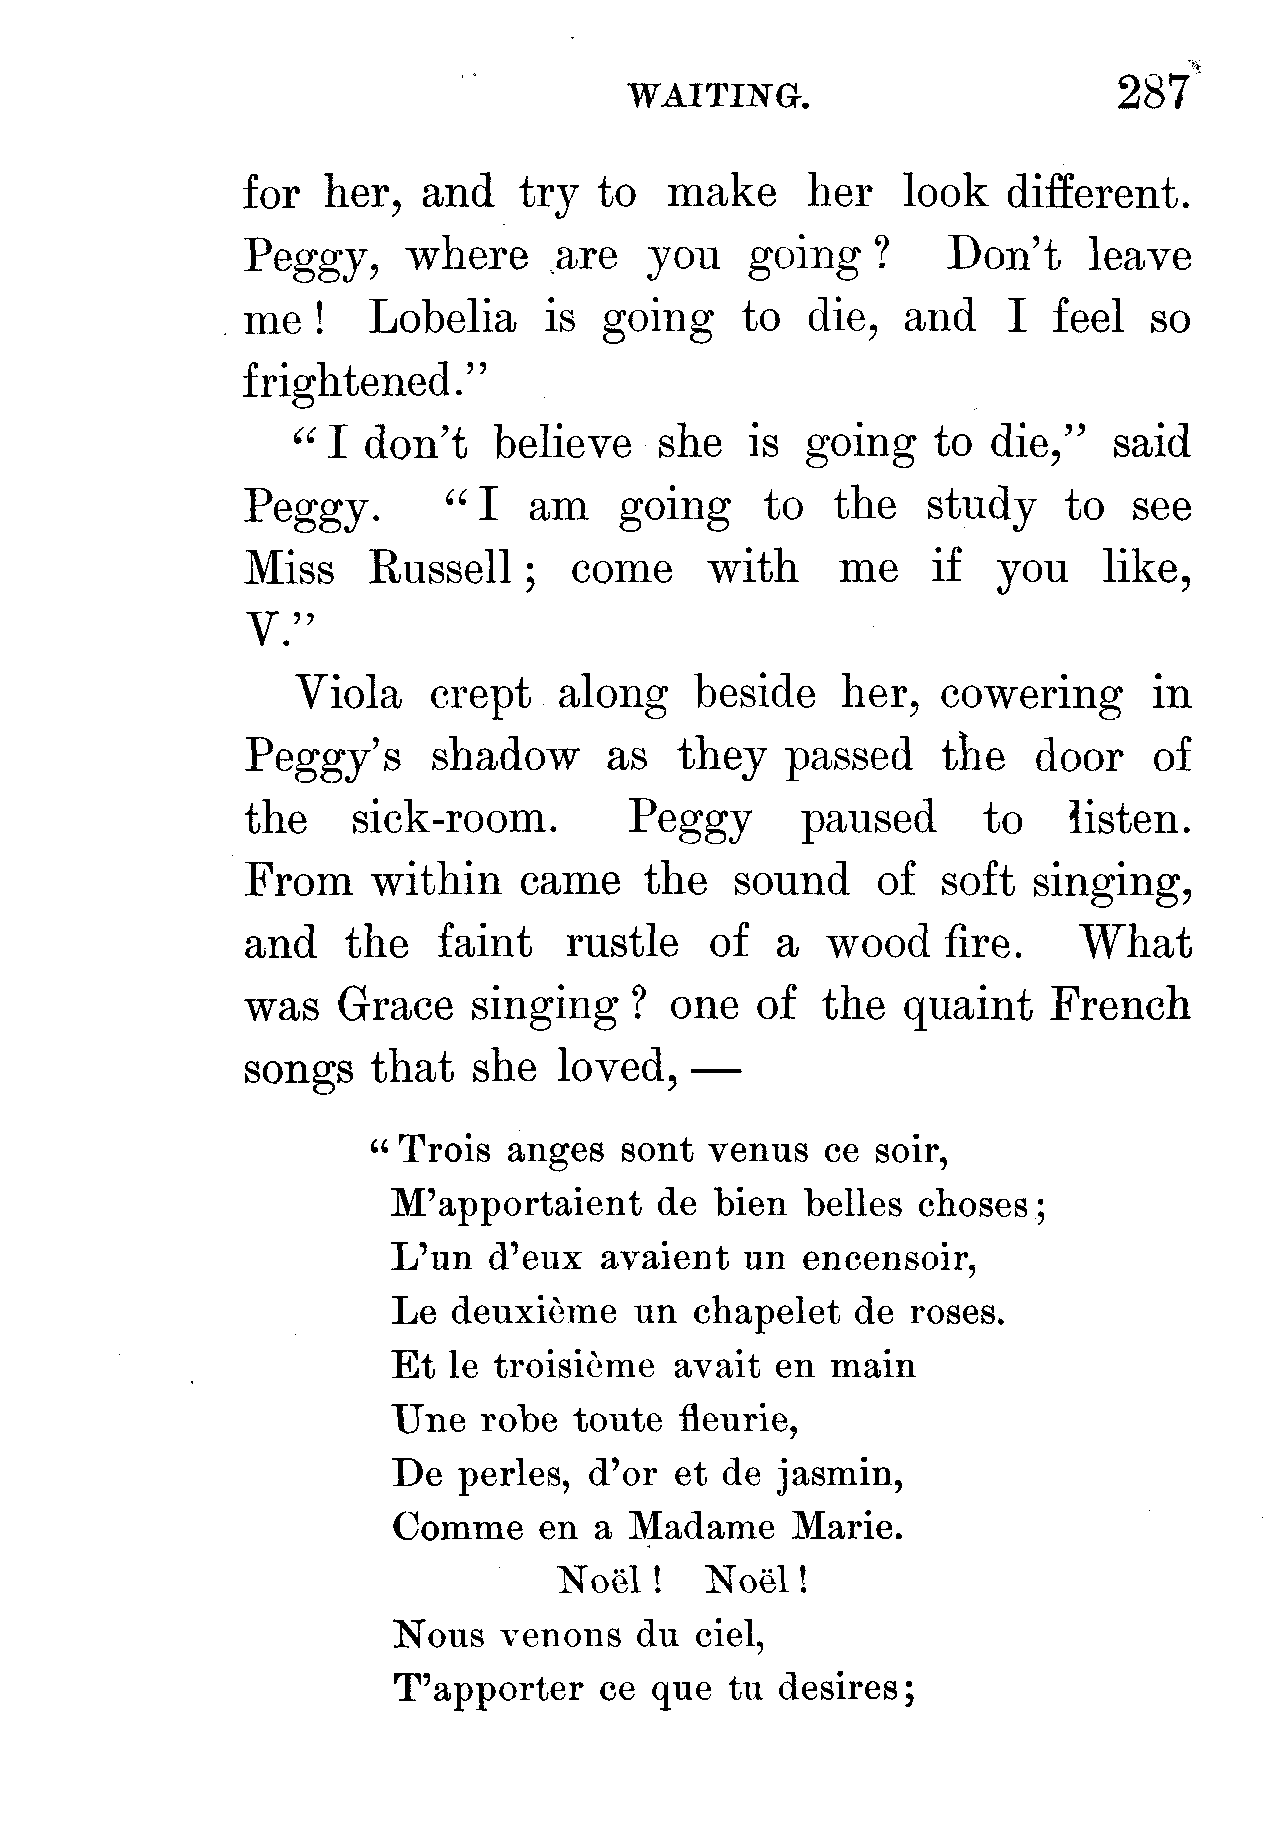 WAITING. 287
for her, and try to make her look different.
Peggy, where are you going ? Don't leave
me ! Lobelia is going to die, and I feel so
frightened."
" I don't believe she is going to die," said
Peggy. " I am going to the study to see
Miss Russell ; come with me if you like,
V."
Viola crept along beside her, cowering in
Peggy's shadow as they passed the door of
the sick-room. Peggy paused to listen.
From within came the sound of soft singing,
and the faint rustle of a wood fire. What
was Grace singing ? one of the quaint French
songs that she loved, —
" Trois anges sont venus ce soir,
M'apportaient de bien belles choses ;
L'un d'eux avaient un encensoir,
Le deuxième un chapelet de roses.
Et le troisième avait en main
Une robe toute fleurie,
De perles, d'or et de jasmin,
Comme en a Madame Marie.
Noël ! Noël !
Nous venons du ciel,
T'apporter ce que tu desires ;